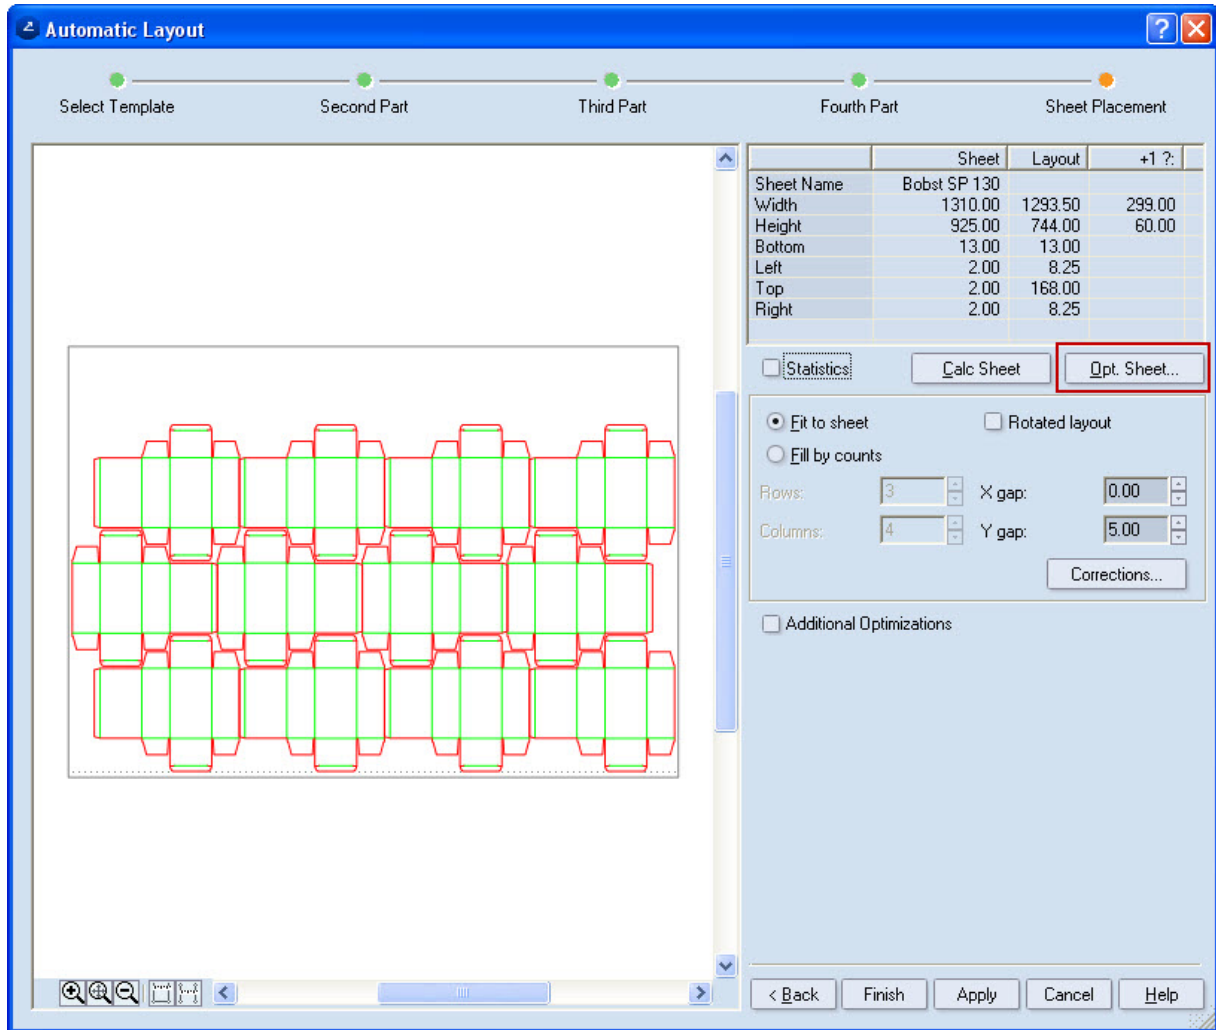 Automatic Layout
Select Template Second Part Third Part Fourth Part Sheet Placement
Sheet Layout +1 ?:
Sheet Name Bobst SP 130
Width 1310.00 1293.50 299.00
Height 925.00 744.00 60.00
Bottom 13.00 13.00
Left 2.00 8.25
Top 2.00 168.00
Right 2.00 8.25
Statistics Calc Sheet Opt. Sheet...
Fit to sheet Rotated layout
Fill by counts
Rows: 3 X gap: 0.00
Columns: 4 Y gap: 5.00
Corrections...
Additional Optimizations
< Back Finish Apply Cancel Help